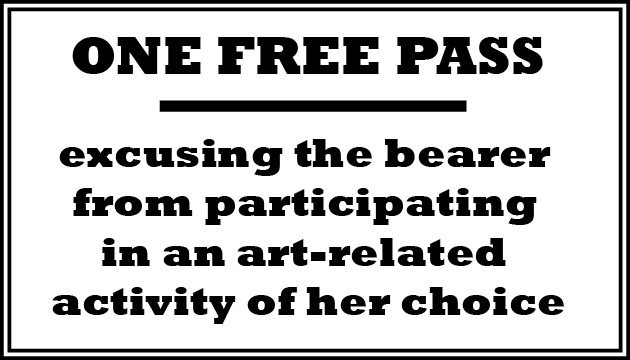 ONE FREE PASS
excusing the bearer
from participating
in an art-related
activity of her choice